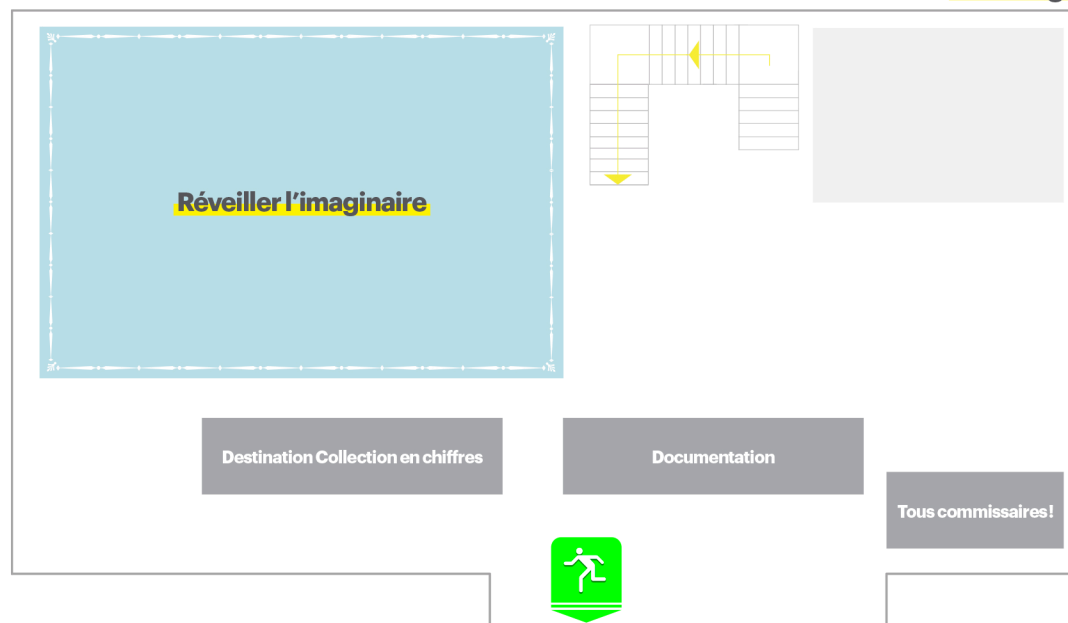 Réveiller l'imaginaire
Destination Collection en chiffres
Documentation
Tous commissaires!